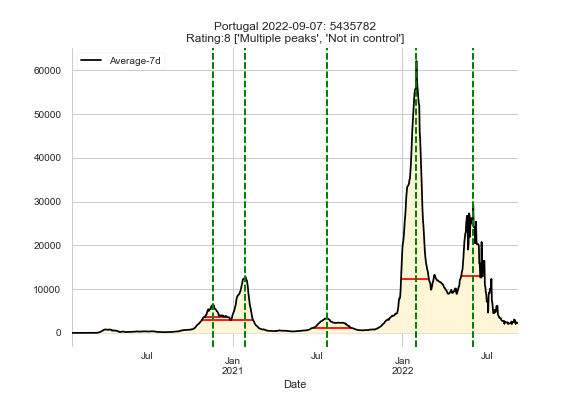 Portugal 2022-09-07: 5435782
Rating:8 ['Multiple peaks', 'Not in control']
Average-7d
60000
50000
40000
30000
20000
10000
0
Jul
Jan
2021
Jul
Jan
2022
Jul
Date